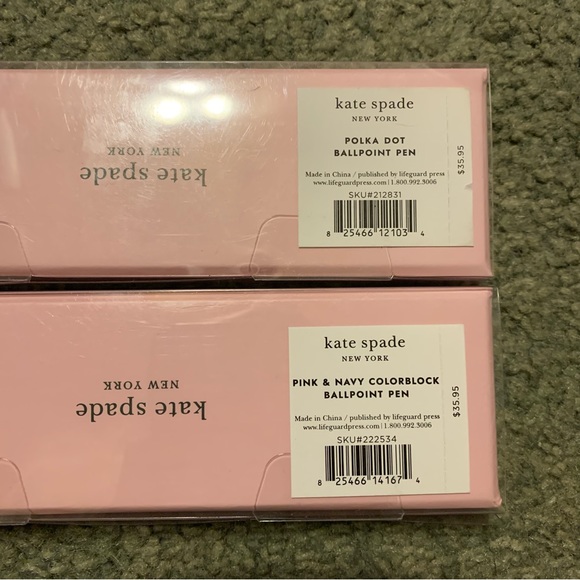 kate spade
NEW YORK
kate spade
NEW YORK
POLKA DOT
BALLPOINT PEN
Made in China / published by lifeguard press
www.lifeguardpress.com | 1.800.992.3006
SKU#212831
8 25466 12103 4
$35.95
kate spade
NEW YORK
kate spade
NEW YORK
PINK & NAVY COLORBLOCK
BALLPOINT PEN
Made in China / published by lifeguard press
www.lifeguardpress.com | 1.800.992.3006
SKU#222534
8 25466 14167 4
$35.95